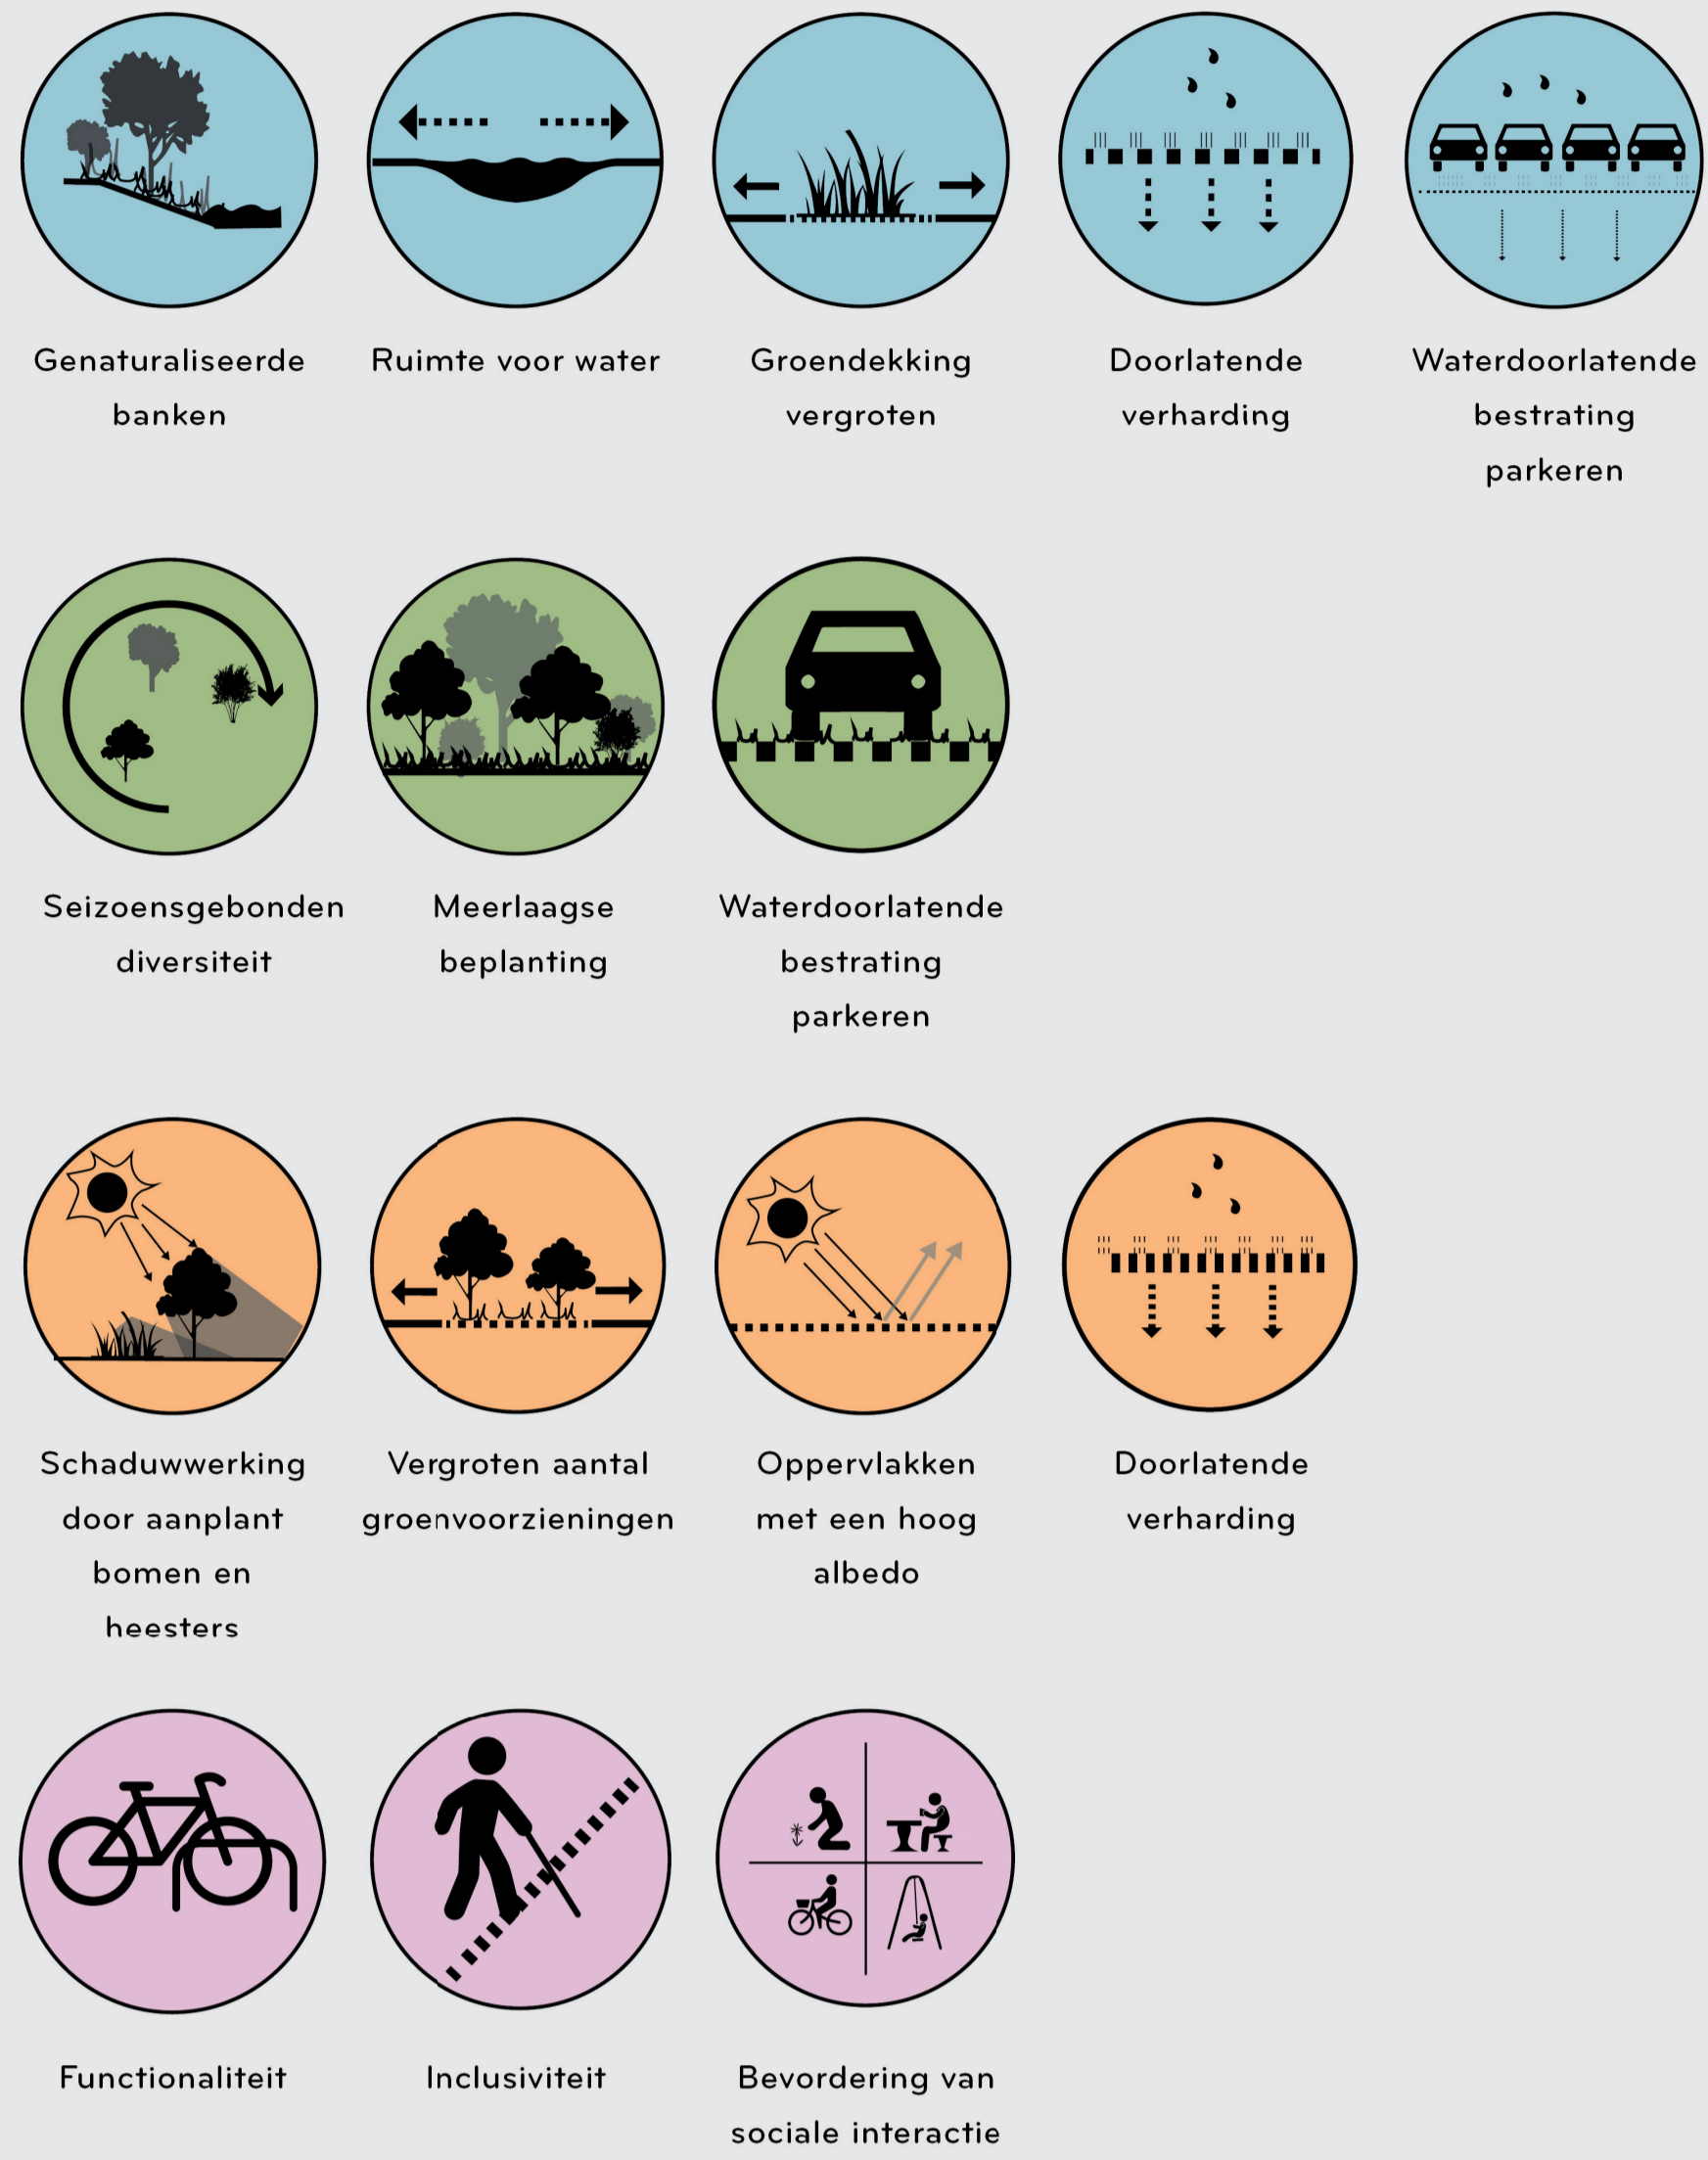 Genaturaliseerde
banken
Ruimte voor water
Groendekking
vergroten
Doorlatende
verharding
Waterdoorlatende
bestrating
parkeren
Seizoensgebonden
diversiteit
Meerlaagse
beplanting
Waterdoorlatende
bestrating
parkeren
Schaduwwerking
door aanplant
bomen en
heesters
Vergroten aantal
groenvoorzieningen
Oppervlakken
met een hoog
albedo
Doorlatende
verharding
Functionaliteit
Inclusiviteit
Bevordering van
sociale interactie